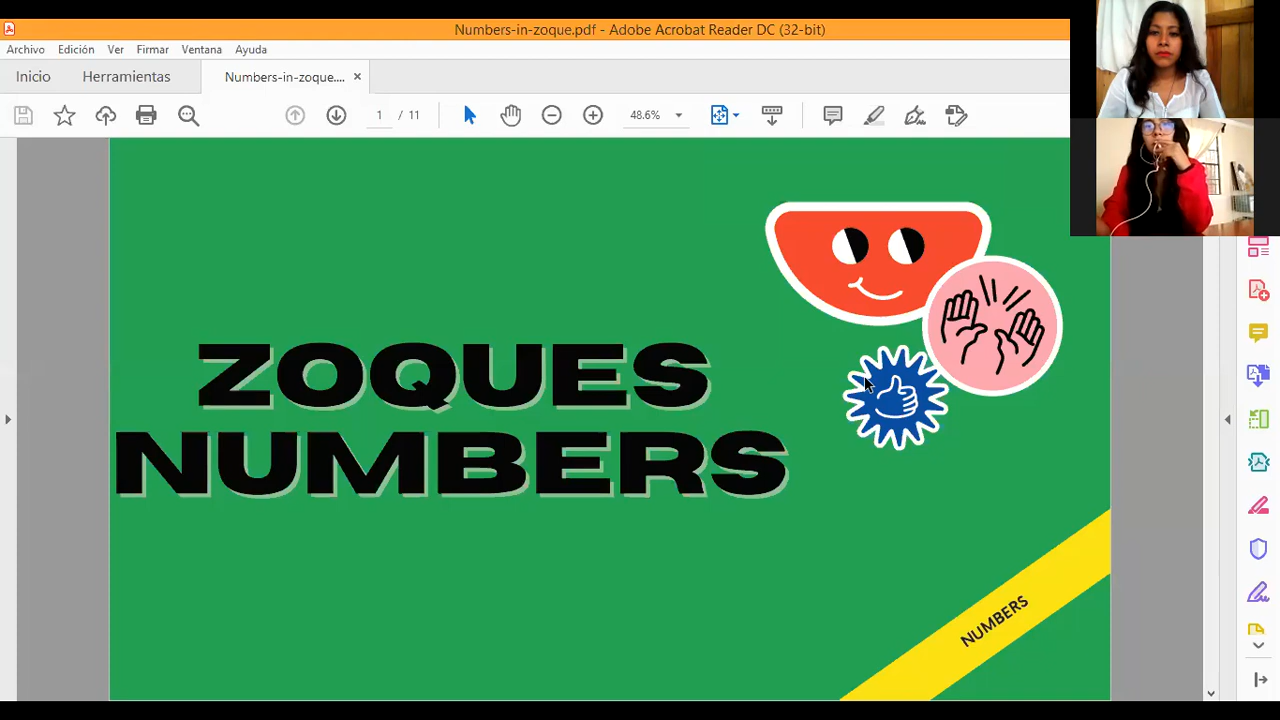 Numbers-in-zoque.pdf - Adobe Acrobat Reader DC (32-bit)
Archivo Edición Ver Firmar Ventana Ayuda
Inicio Herramientas Numbers-in-zoque.... ×
1 / 11 48.6%
ZOQUES
NUMBERS
NUMBERS